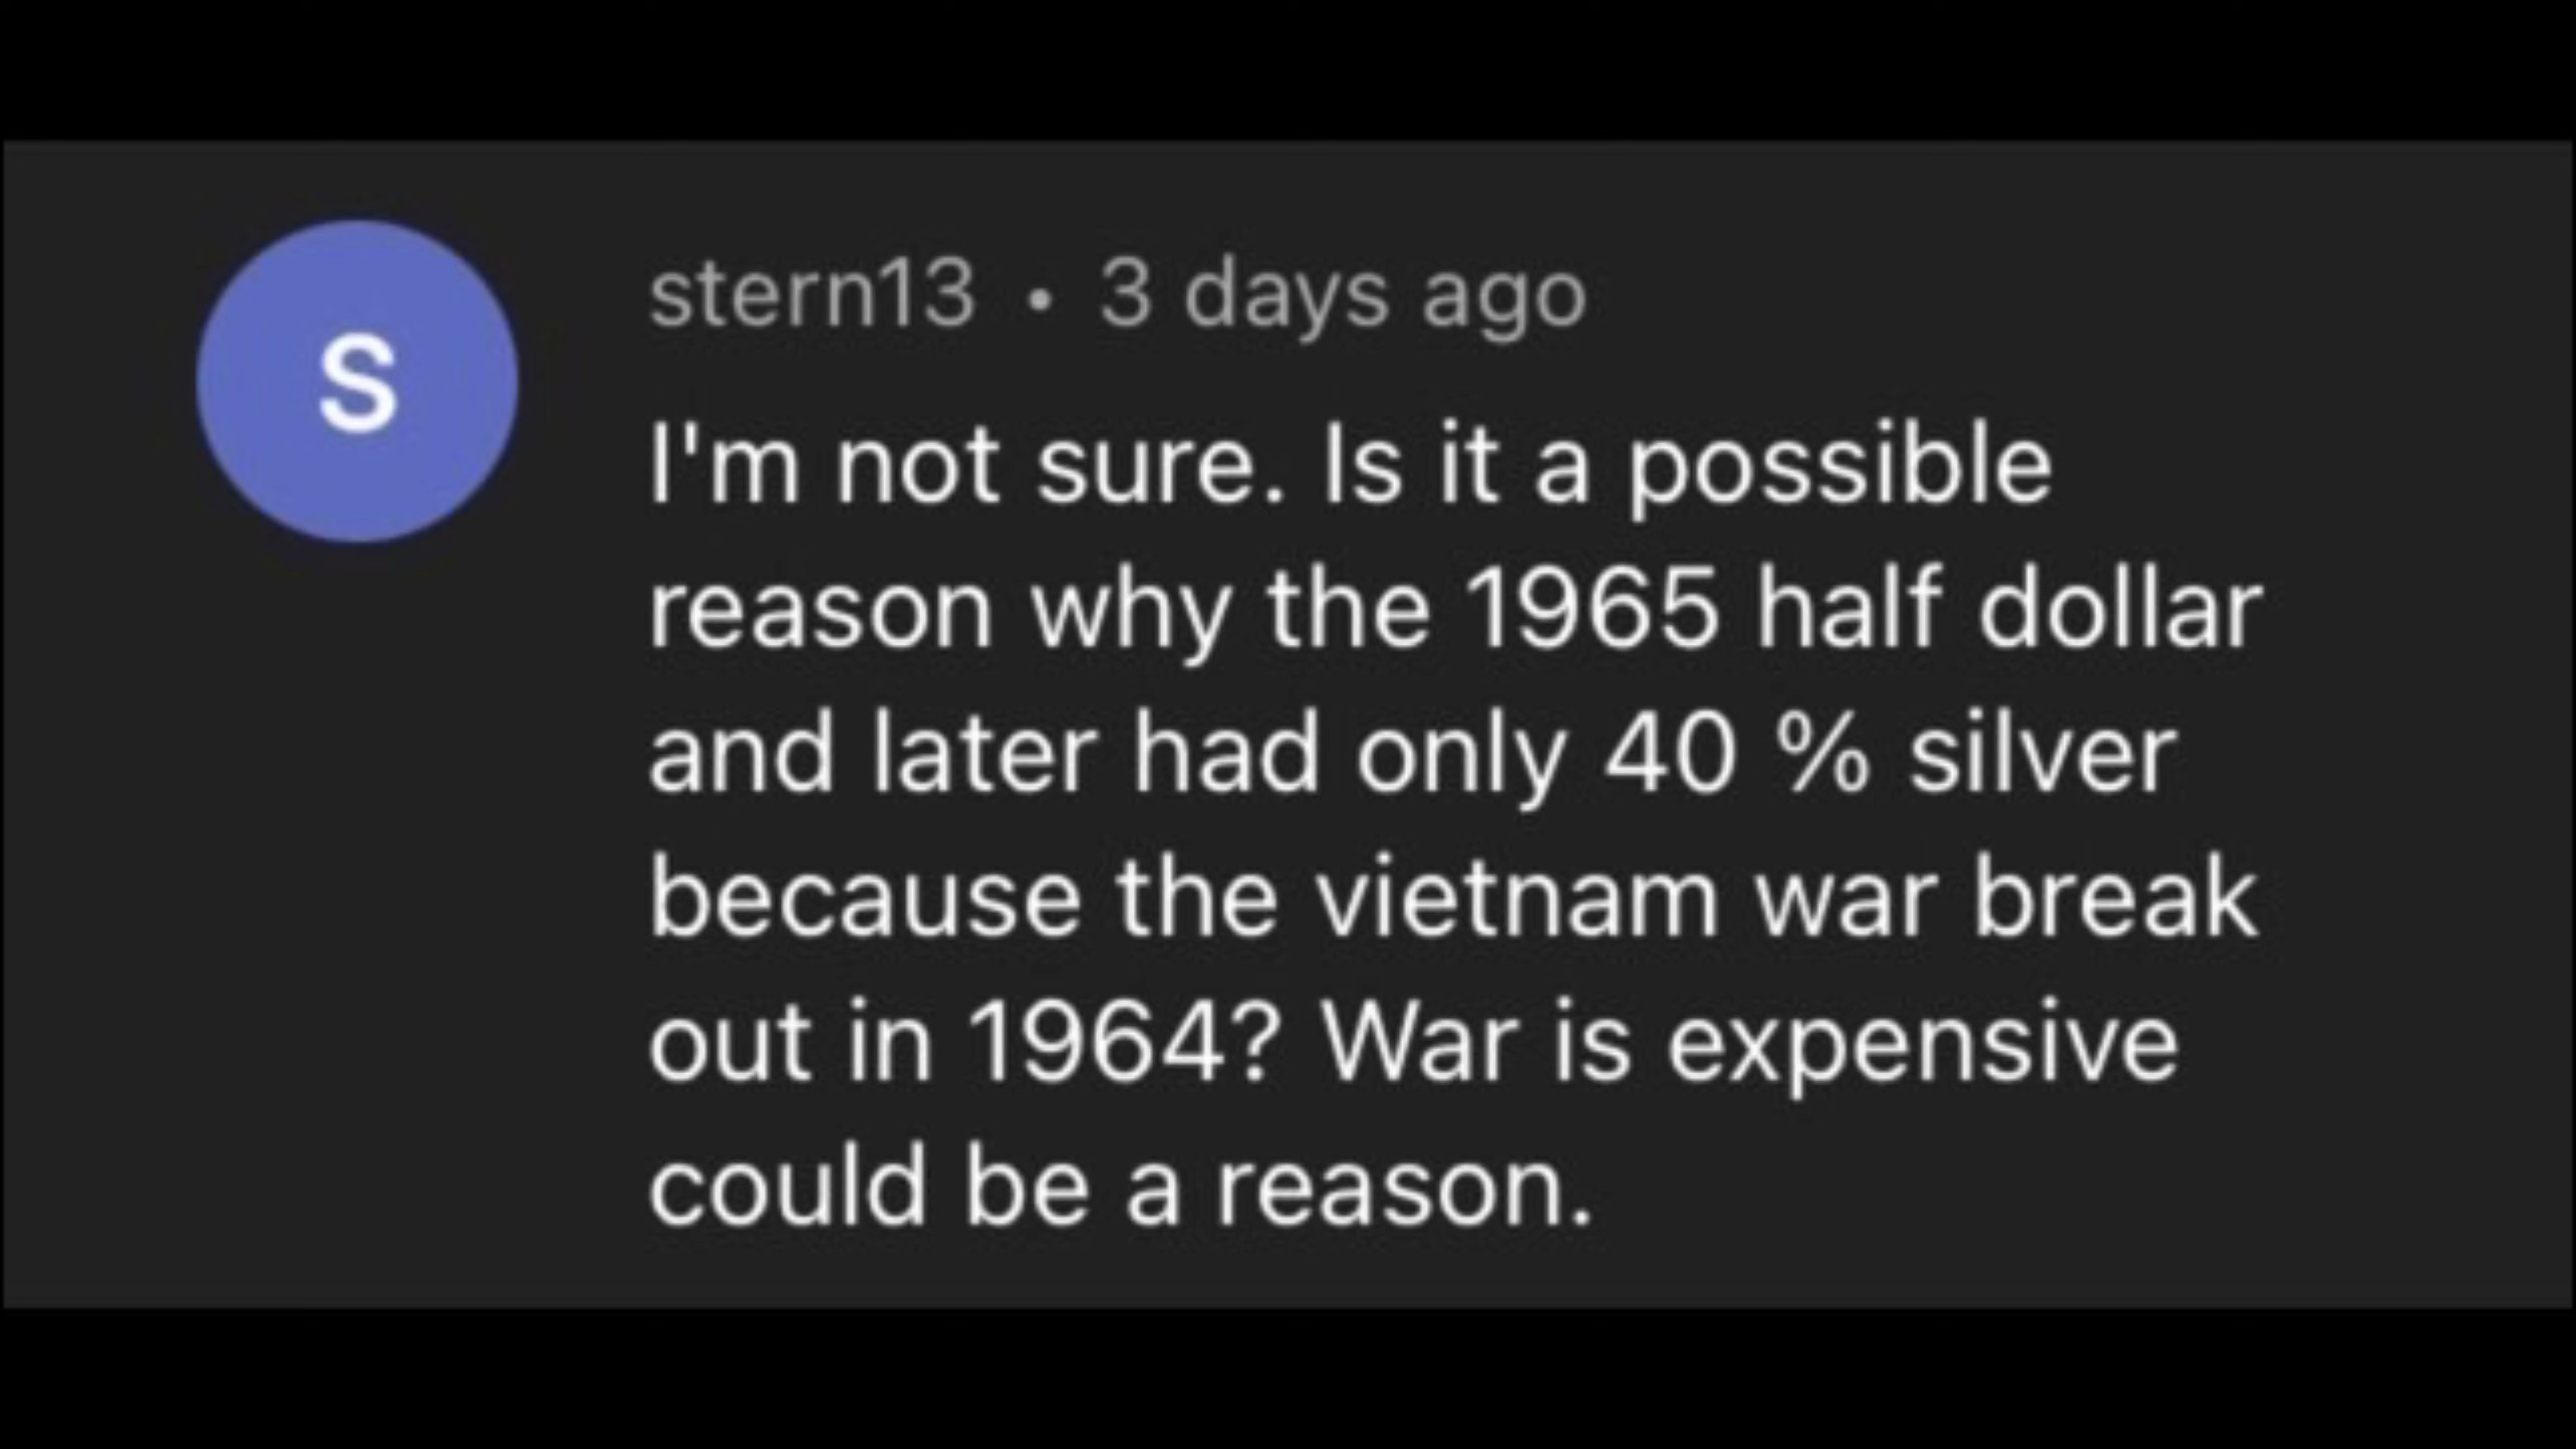 S
stern13 • 3 days ago
I'm not sure. Is it a possible
reason why the 1965 half dollar
and later had only 40 % silver
because the vietnam war break
out in 1964? War is expensive
could be a reason.